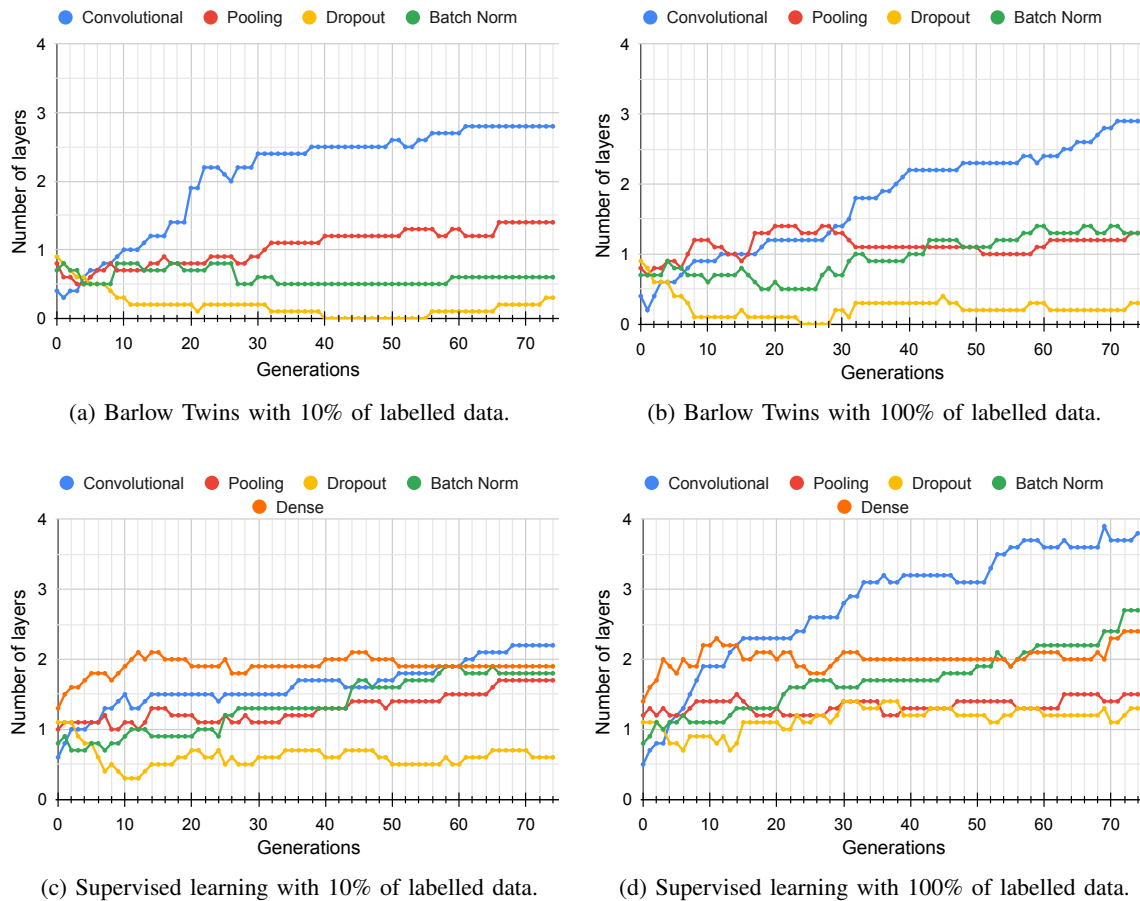 Convolutional Pooling Dropout Batch Norm
4
3
2
1
0
Number of layers
0 10 20 30 40 50 60 70
Generations
(a) Barlow Twins with 10% of labelled data.
Convolutional Pooling Dropout Batch Norm
4
3
2
1
0
Number of layers
0 10 20 30 40 50 60 70
Generations
(b) Barlow Twins with 100% of labelled data.
Convolutional Pooling Dropout Batch Norm
Dense
4
3
2
1
0
Number of layers
0 10 20 30 40 50 60 70
Generations
(c) Supervised learning with 10% of labelled data.
Convolutional Pooling Dropout Batch Norm
Dense
4
3
2
1
0
Number of layers
0 10 20 30 40 50 60 70
Generations
(d) Supervised learning with 100% of labelled data.